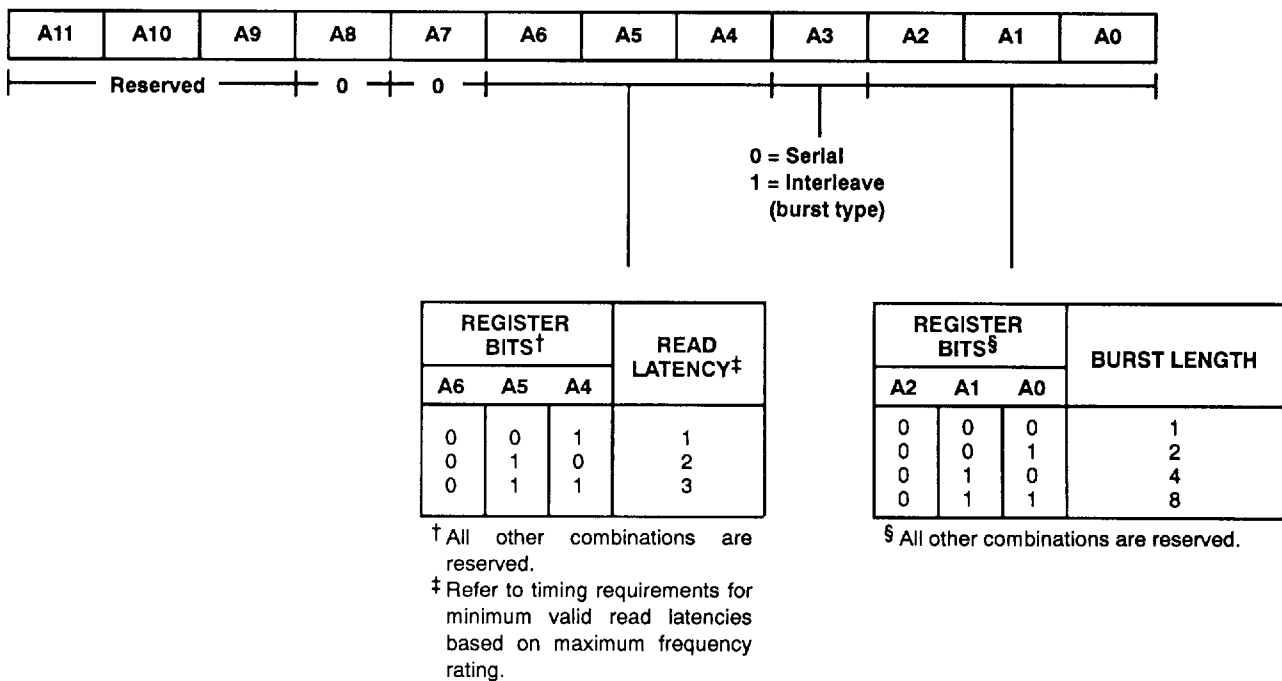 A11 A10 A9 A8 A7 A6 A5 A4 A3 A2 A1 A0
Reserved 0 0
0 = Serial
1 = Interleave
(burst type)
REGISTER
BITS†
READ
LATENCY‡
A6 A5 A4
0 0 1 1
0 1 0 2
0 1 1 3
† All other combinations are
reserved.
‡ Refer to timing requirements for
minimum valid read latencies
based on maximum frequency
rating.
REGISTER
BITS§
BURST LENGTH
A2 A1 A0
0 0 0 1
0 0 1 2
0 1 0 4
0 1 1 8
§ All other combinations are reserved.